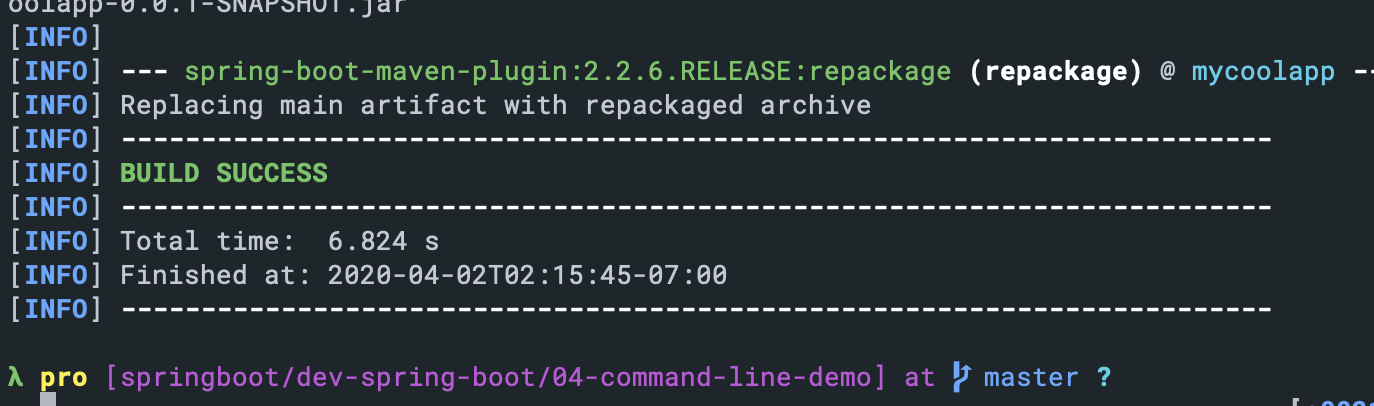 oolapp-0.0.1-SNAPSHOT.jar
[INFO]
[INFO] --- spring-boot-maven-plugin:2.2.6.RELEASE:repackage (repackage) @ mycoolapp --
[INFO] Replacing main artifact with repackaged archive
[INFO] ------------------------------------------------------------------------
[INFO] BUILD SUCCESS
[INFO] ------------------------------------------------------------------------
[INFO] Total time:  6.824 s
[INFO] Finished at: 2020-04-02T02:15:45-07:00
[INFO] ------------------------------------------------------------------------
λ pro [springboot/dev-spring-boot/04-command-line-demo] at master ?